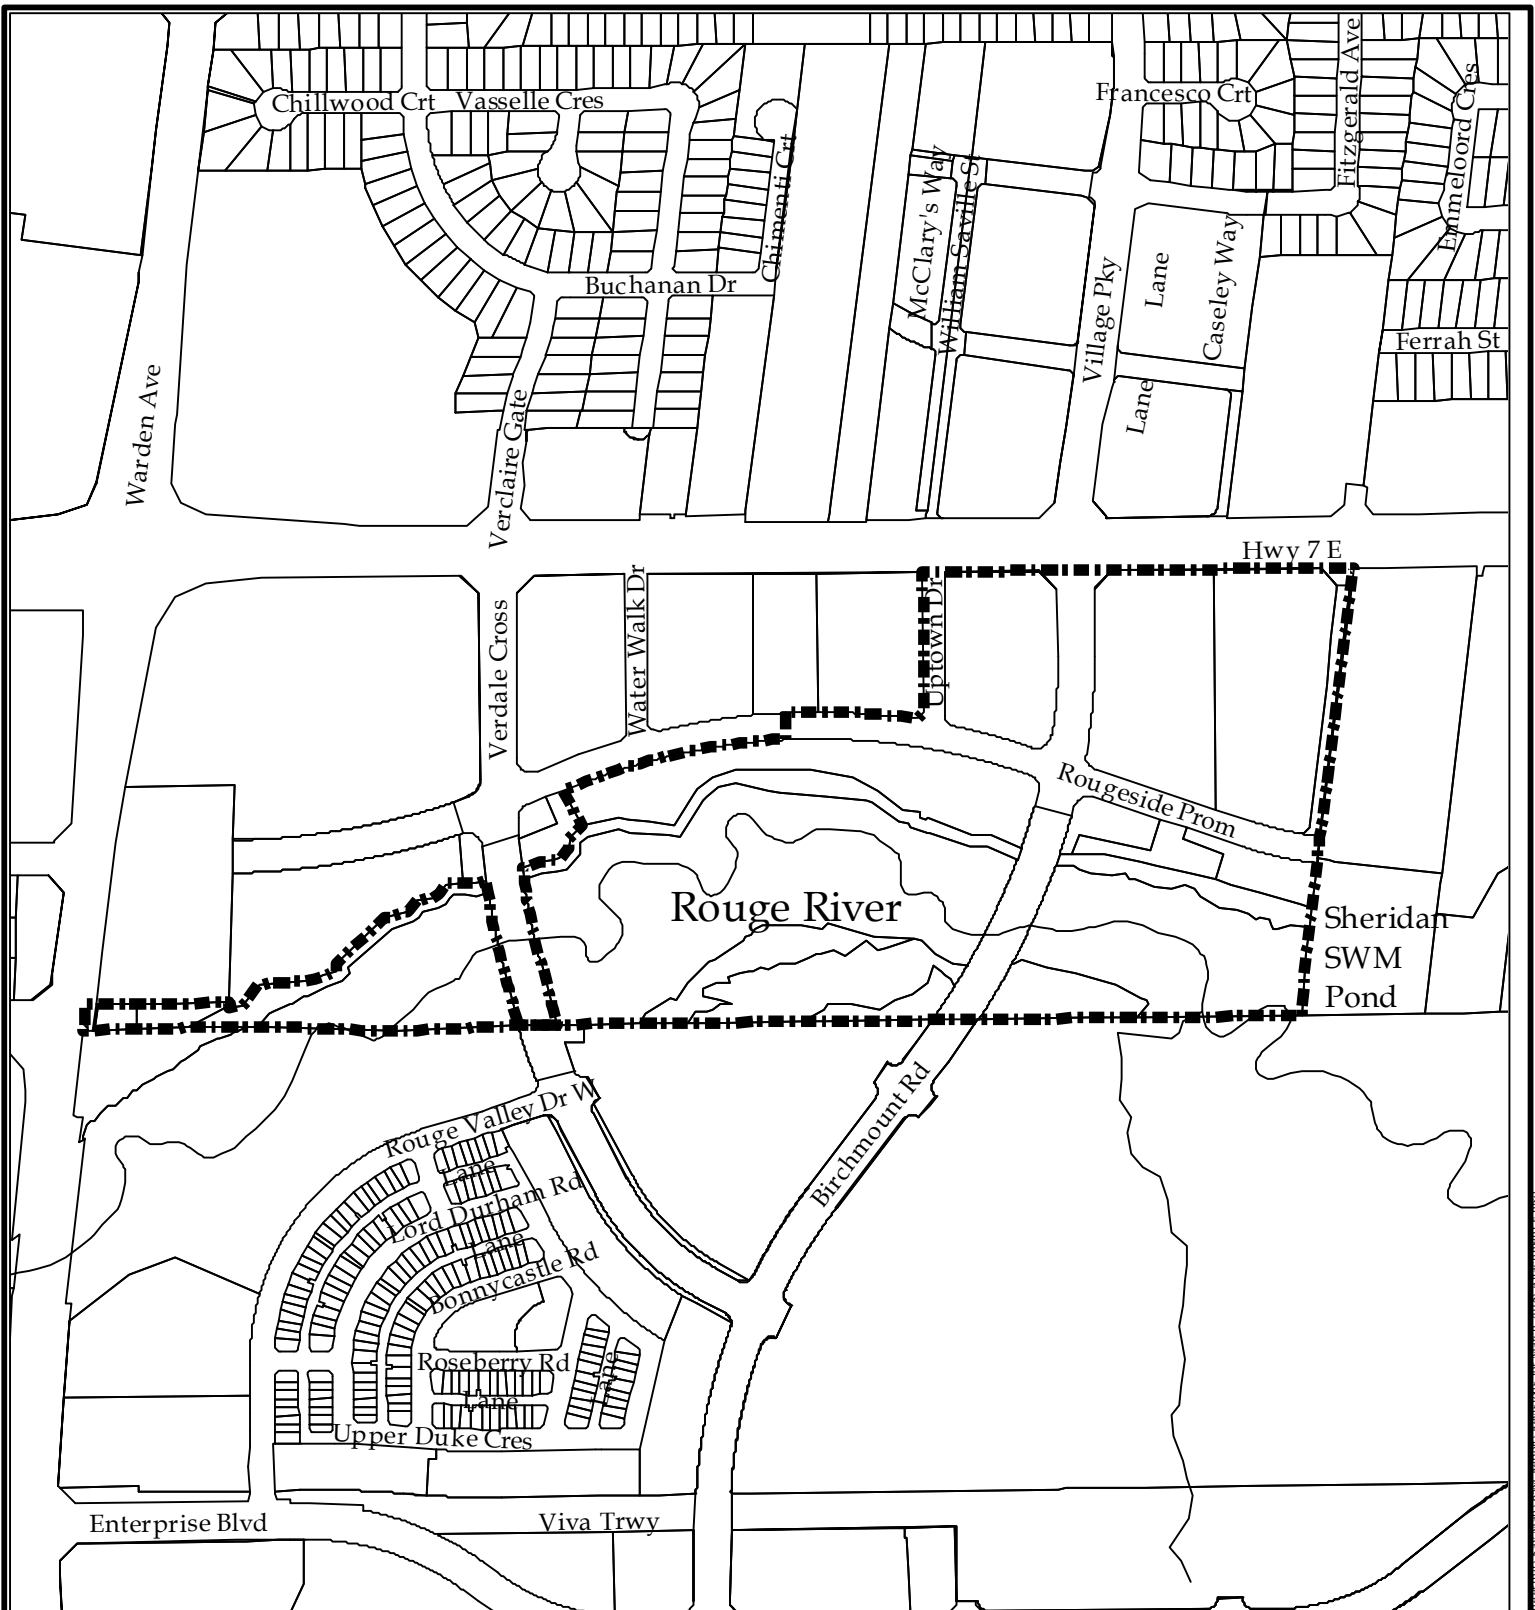 Fitzgerald Ave
Emmeloord Cres
Francesco Crt
Chillwood Crt
Vasselle Cres
Chimenti Crt
McClary's Way
William Saville St
Caseley Way
Lane
Village Pky
Buchanan Dr
Ferrah St
Warden Ave
Lane
Verclaire Gate
Hwy 7 E
Water Walk Dr
Uptown Dr
Verdale Cross
Rougeside Prom
Rouge River
Sheridan
SWM
Pond
Birchmount Rd
Rouge Valley Dr W
Lane
Lord Durham Rd
Lane
Bonnycastle Rd
Roseberry Rd
Lane
Lane
Upper Duke Cres
Enterprise Blvd
Viva Trwy